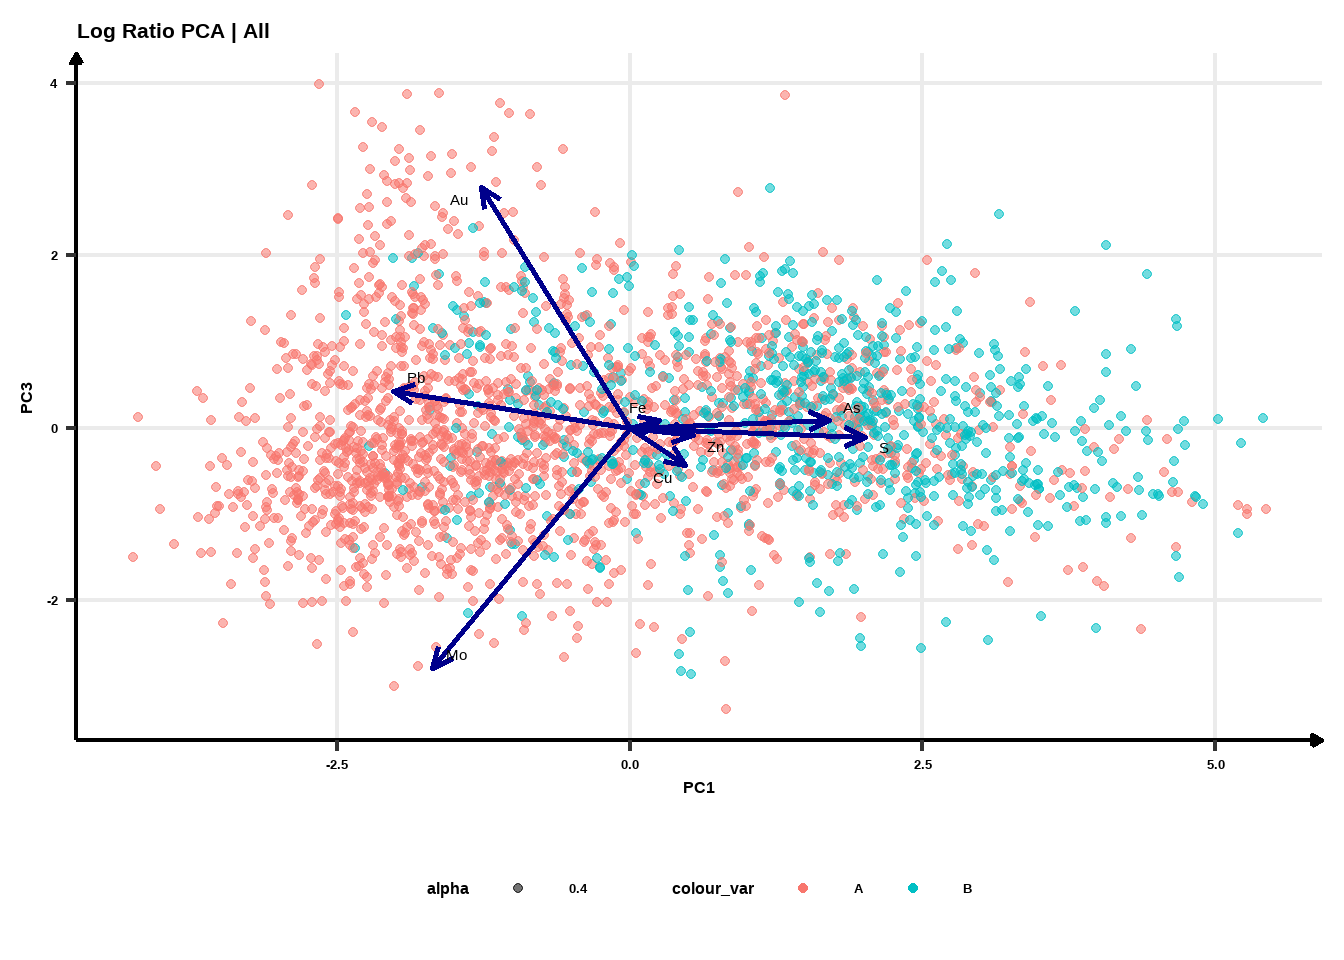 Log Ratio PCA | All
4
2
0
-2
PC3
Au
Pb
Fe
As
Zn
S
Cu
Mo
-2.5 0.0 2.5 5.0
PC1
alpha 0.4 colour_var A B